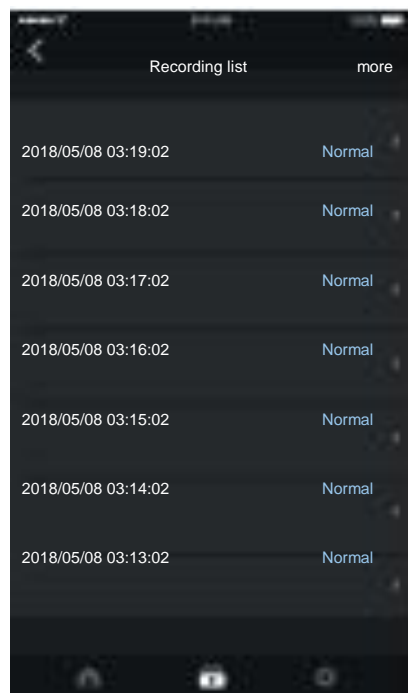 Recording list more
2018/05/08 03:19:02 Normal
2018/05/08 03:18:02 Normal
2018/05/08 03:17:02 Normal
2018/05/08 03:16:02 Normal
2018/05/08 03:15:02 Normal
2018/05/08 03:14:02 Normal
2018/05/08 03:13:02 Normal